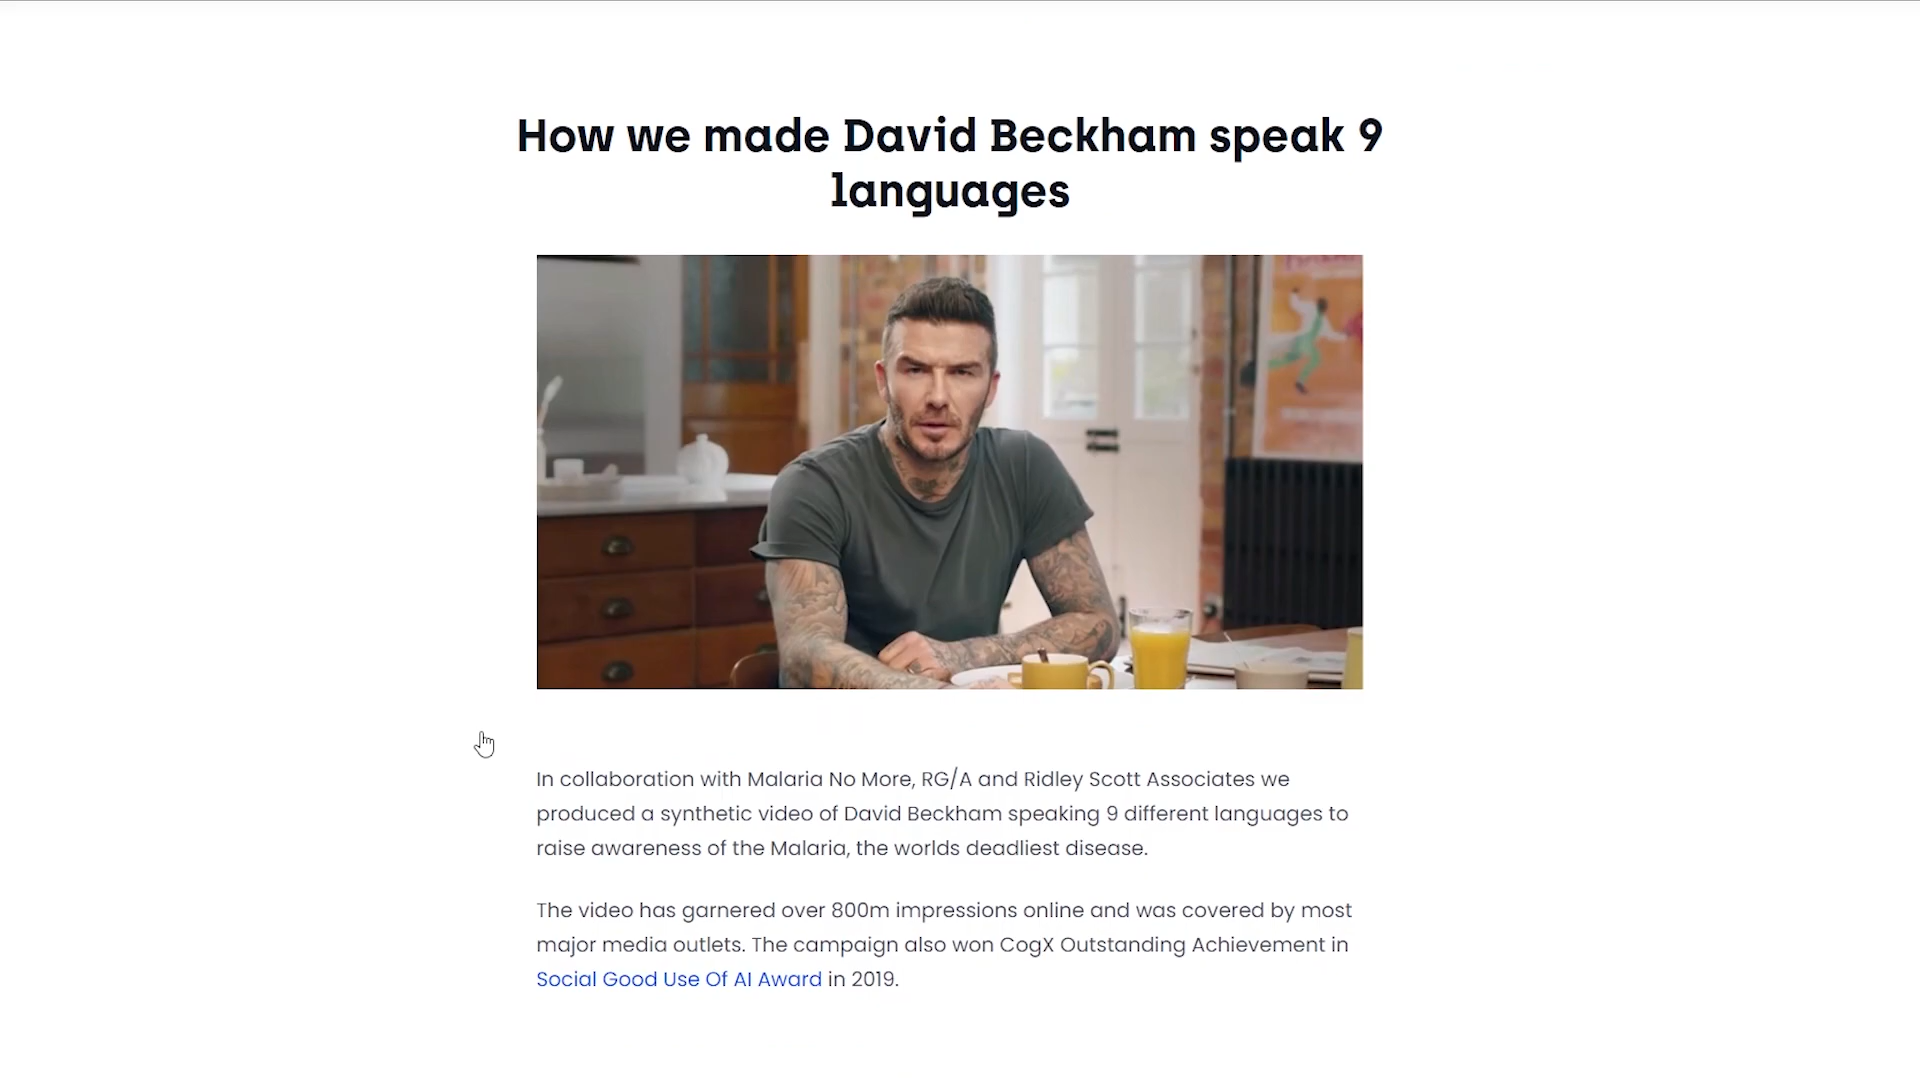 How we made David Beckham speak 9
languages
In collaboration with Malaria No More, RG/A and Ridley Scott Associates we
produced a synthetic video of David Beckham speaking 9 different languages to
raise awareness of the Malaria, the worlds deadliest disease.
The video has garnered over 800m impressions online and was covered by most
major media outlets. The campaign also won CogX Outstanding Achievement in
Social Good Use Of AI Award in 2019.